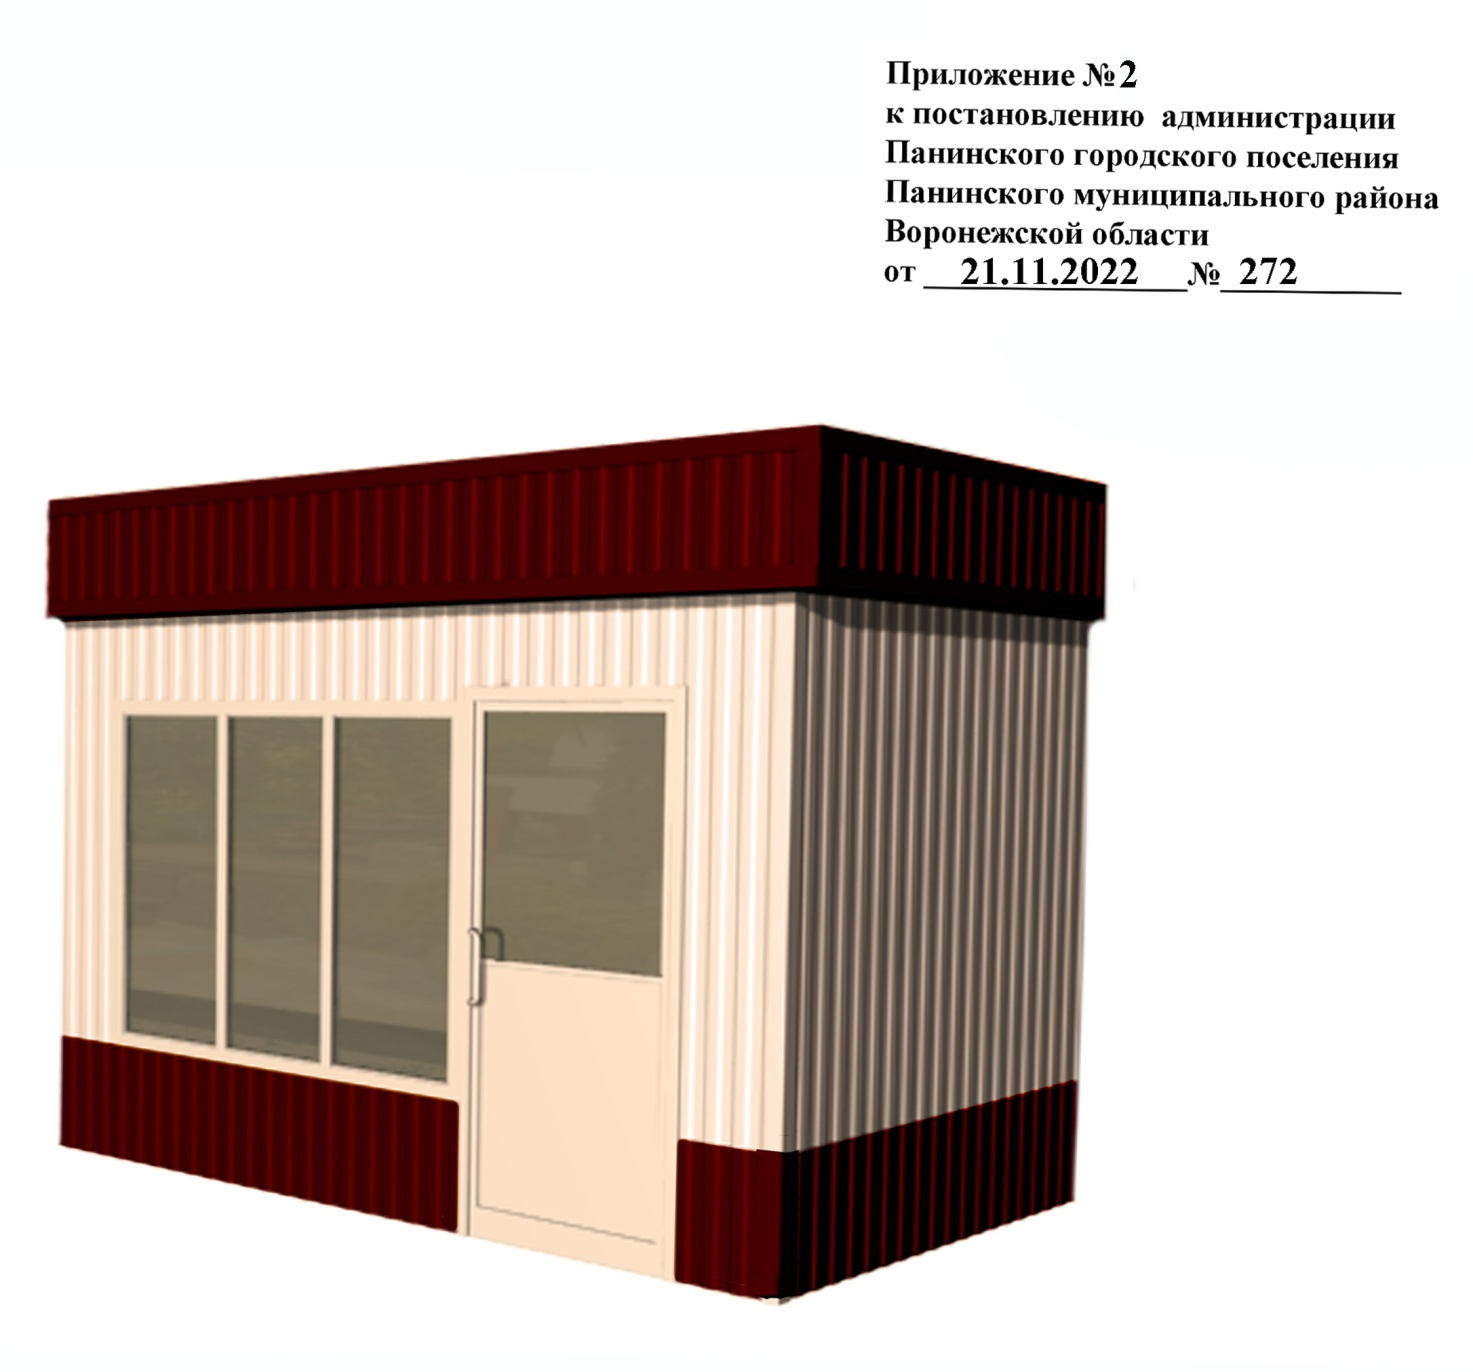 Приложение №2
к постановлению администрации
Панинского городского поселения
Панинского муниципального района
Воронежской области
от 21.11.2022 № 272